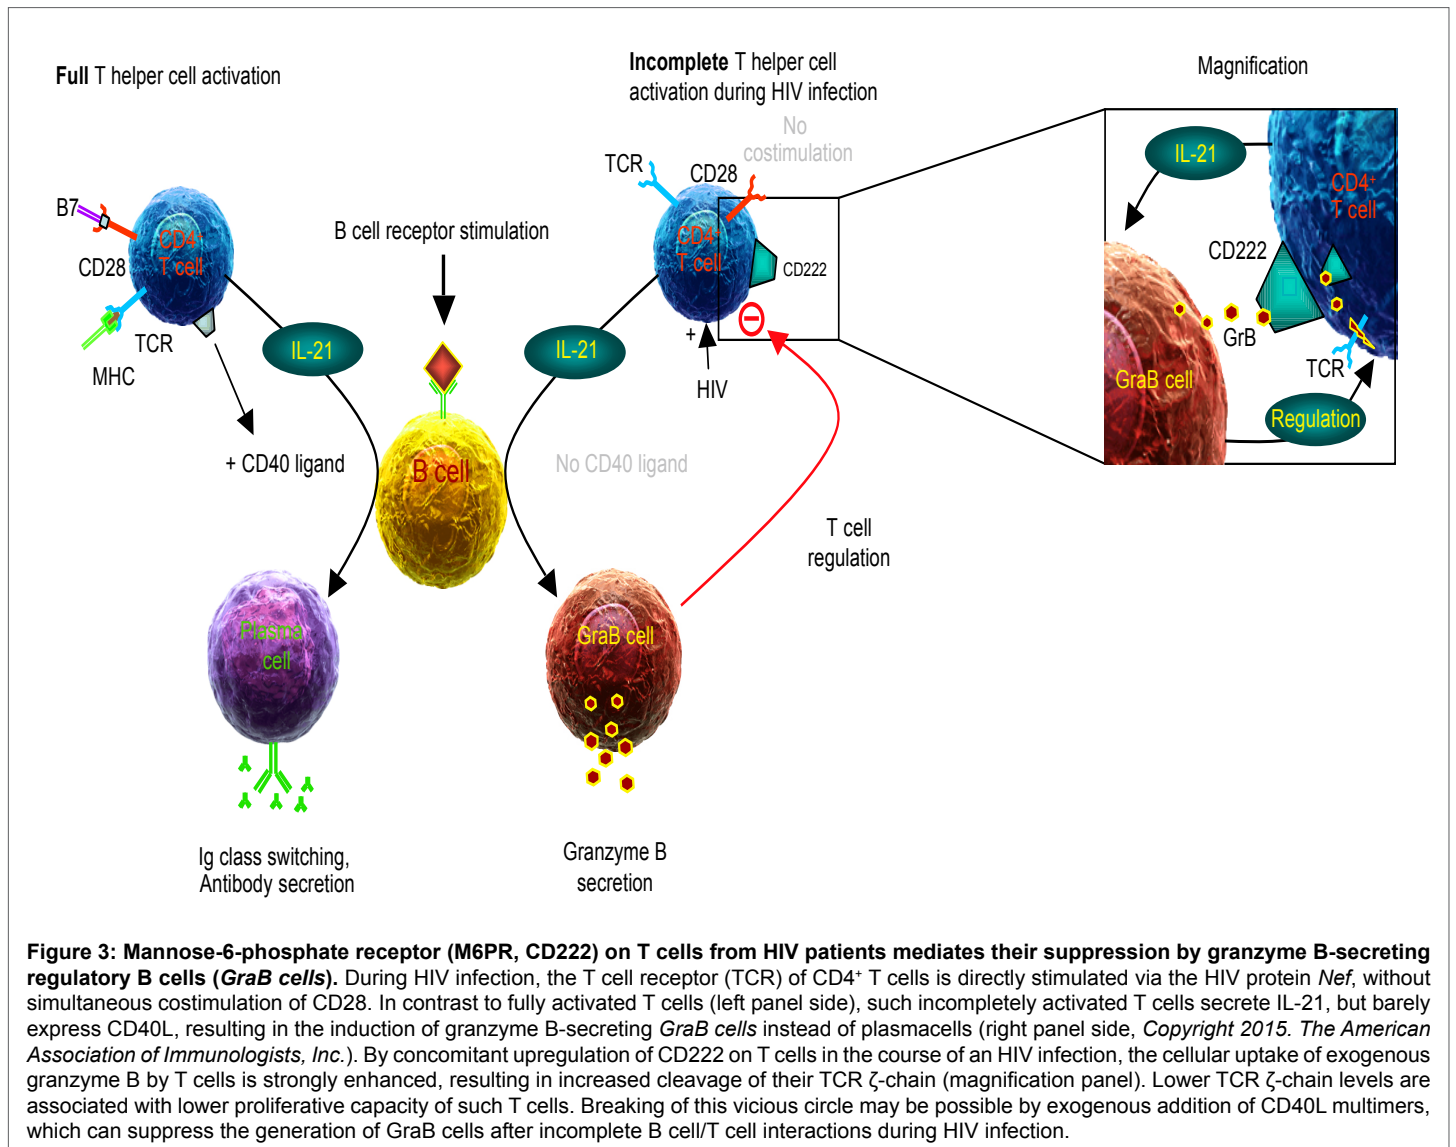 Full T helper cell activation
Incomplete T helper cell
activation during HIV infection
Magnification
No
costimulation
TCR
CD28
B7
CD4+
T cell
CD28
TCR
MHC
+ CD40 ligand
IL-21
B cell receptor stimulation
B cell
CD4+
T cell
CD222
+
HIV
IL-21
No CD40 ligand
T cell
regulation
IL-21
CD4+
T cell
CD222
GrB
TCR
GraB cell
Regulation
Plasma
cell
GraB cell
Ig class switching,
Antibody secretion
Granzyme B
secretion
Figure 3: Mannose-6-phosphate receptor (M6PR, CD222) on T cells from HIV patients mediates their suppression by granzyme B-secreting
regulatory B cells (GraB cells). During HIV infection, the T cell receptor (TCR) of CD4+ T cells is directly stimulated via the HIV protein Nef, without
simultaneous costimulation of CD28. In contrast to fully activated T cells (left panel side), such incompletely activated T cells secrete IL-21, but barely
express CD40L, resulting in the induction of granzyme B-secreting GraB cells instead of plasmacells (right panel side, Copyright 2015. The American
Association of Immunologists, Inc.). By concomitant upregulation of CD222 on T cells in the course of an HIV infection, the cellular uptake of exogenous
granzyme B by T cells is strongly enhanced, resulting in increased cleavage of their TCR ζ-chain (magnification panel). Lower TCR ζ-chain levels are
associated with lower proliferative capacity of such T cells. Breaking of this vicious circle may be possible by exogenous addition of CD40L multimers,
which can suppress the generation of GraB cells after incomplete B cell/T cell interactions during HIV infection.